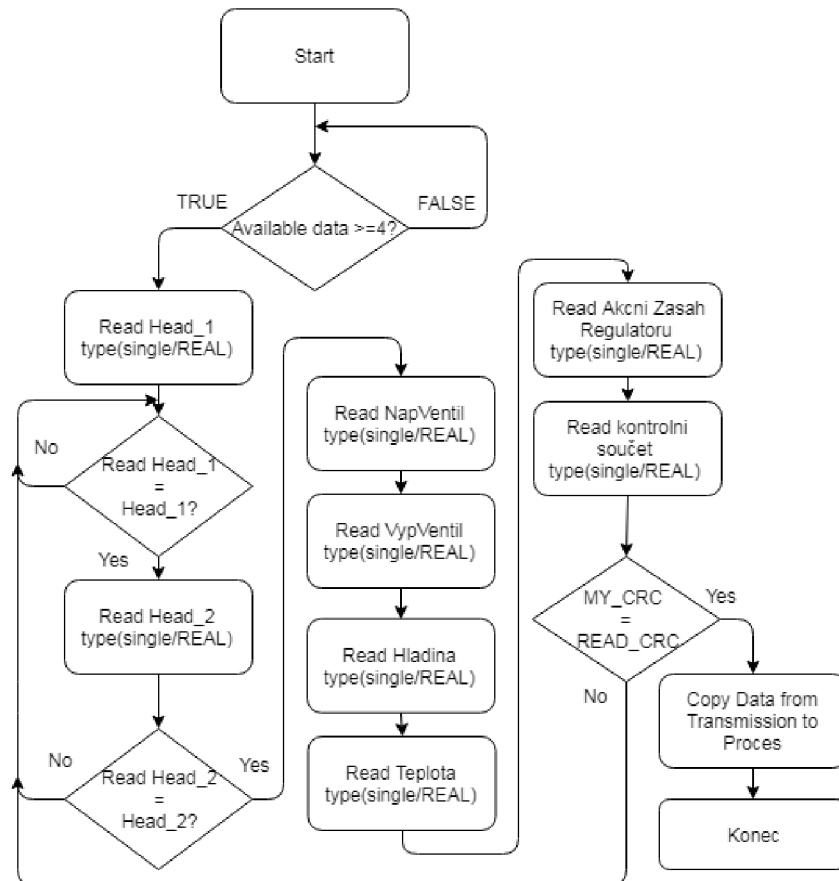 Start
TRUE
FALSE
Available data >=4?
Read Head_1
type(single/REAL)
No
Read Head_1
=
Head_1?
Yes
Read Head_2
type(single/REAL)
No
Read Head_2
=
Head_2?
Yes
Read NapVentil
type(single/REAL)
Read VypVentil
type(single/REAL)
Read Hladina
type(single/REAL)
Read Teplota
type(single/REAL)
Read Akcni Zasah
Regulatoru
type(single/REAL)
Read kontrolni
součet
type(single/REAL)
MY_CRC
=
READ_CRC
Yes
No
Copy Data from
Transmission to
Proces
Konec